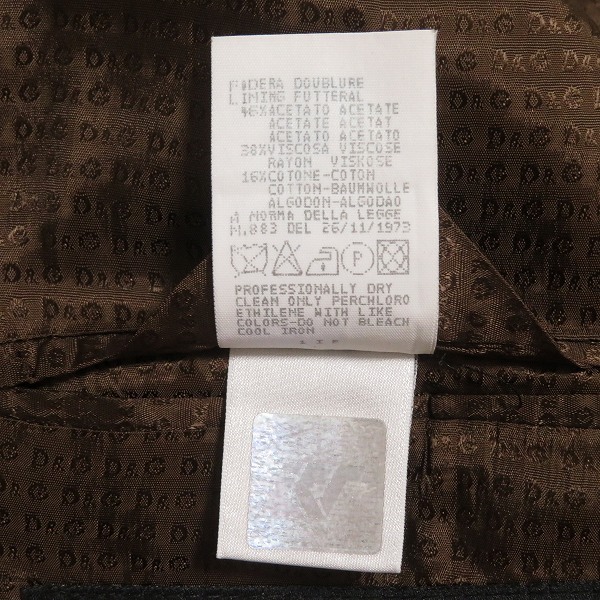 FODERA DOUBLURE
LINING FUTTERAL
46%ACETATO ACETATE
ACETATE ACETAT
ACETATO ACETATO
38%VISCOSA VISCOSE
RAYON VISKOSE
16%COTONE-COTON
COTTON-BAUMWOLLE
ALGODON-ALGODAO
A NORMA DELLA LEGGE
N.883 DEL 26/11/1973
P
PROFESSIONALLY DRY
CLEAN ONLY PERCHLORO
ETHILENE WITH LIKE
COLORS-DO NOT BLEACH
COOL IRON
D&G D&G D&G D&G D&G